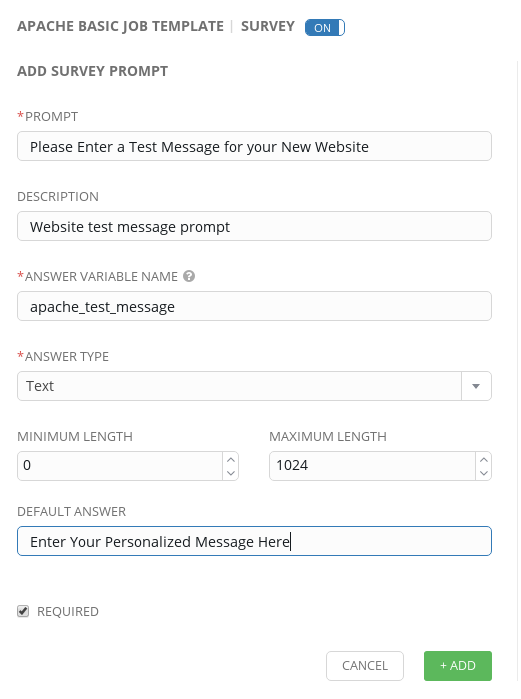 APACHE BASIC JOB TEMPLATE | SURVEY ON
ADD SURVEY PROMPT
*PROMPT
Please Enter a Test Message for your New Website
DESCRIPTION
Website test message prompt
*ANSWER VARIABLE NAME ?
apache_test_message
*ANSWER TYPE
Text
MINIMUM LENGTH MAXIMUM LENGTH
0 1024
DEFAULT ANSWER
Enter Your Personalized Message Here
REQUIRED
CANCEL + ADD